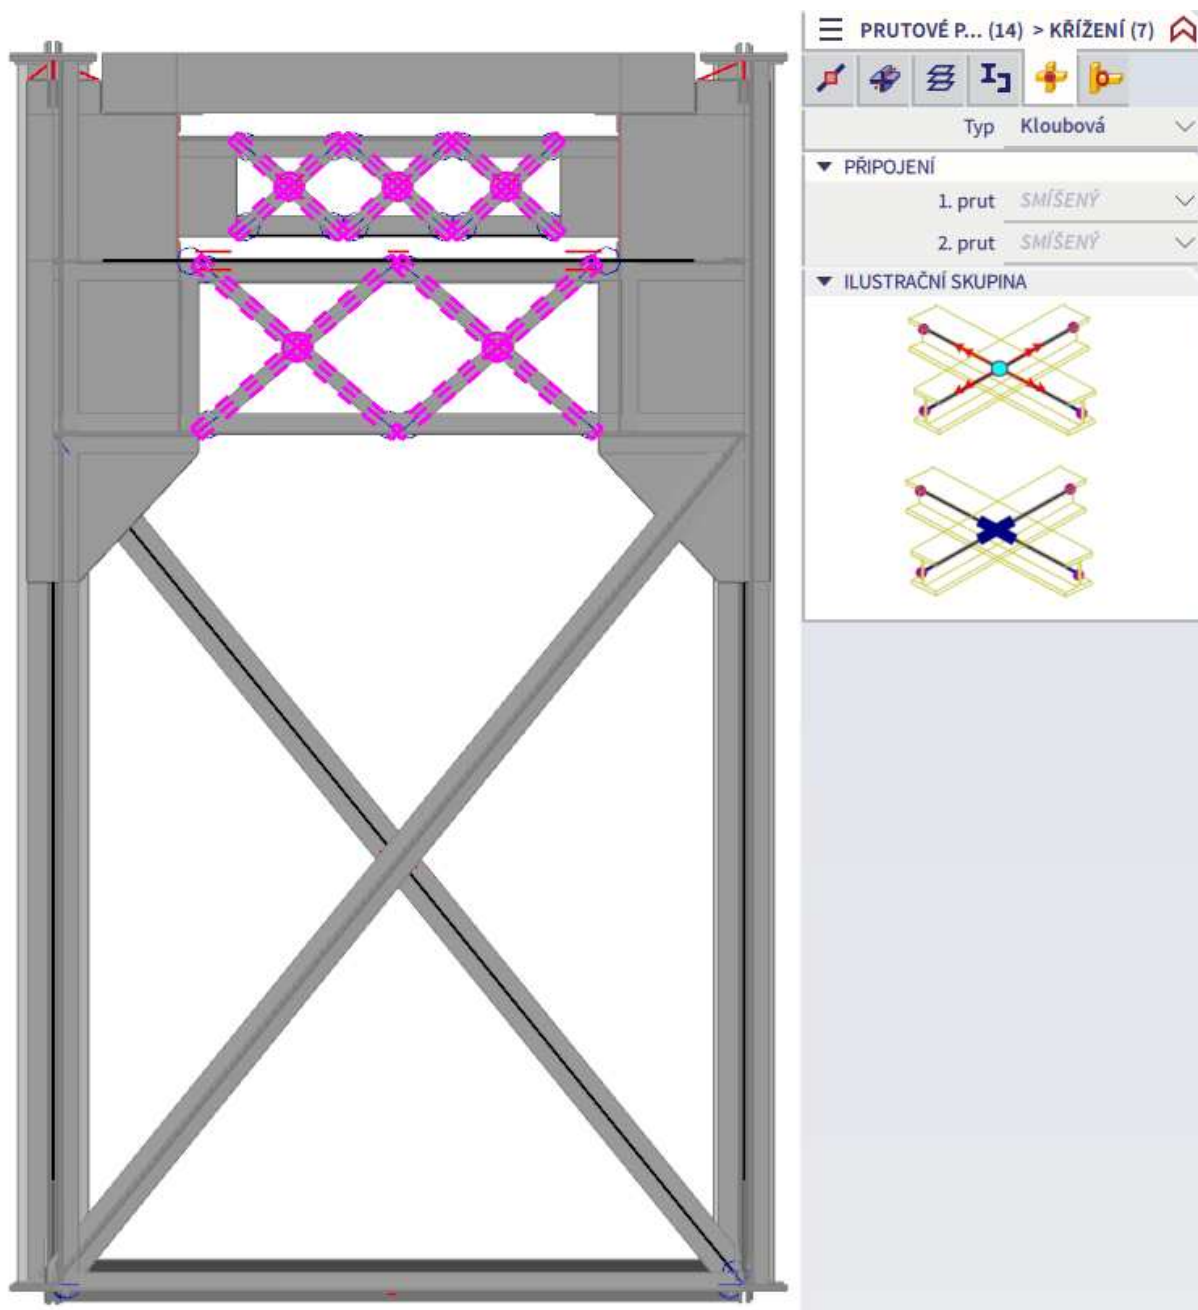 PRUTOVÉ P... (14) > KŘÍŽENÍ (7)
Typ Kloubová
PŘIPOJENÍ
1. prut SMÍŠENÝ
2. prut SMÍŠENÝ
ILUSTRAČNÍ SKUPINA